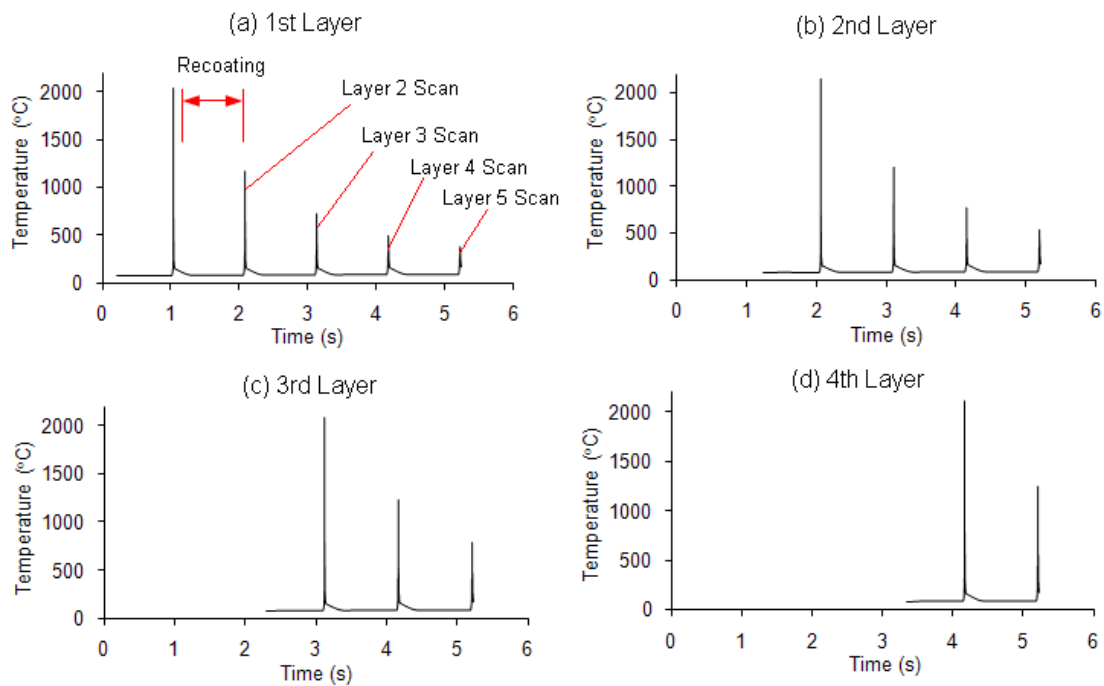 (a) 1st Layer
Recoating
Layer 2 Scan
Layer 3 Scan
Layer 4 Scan
Layer 5 Scan
Temperature (°C)
2000
1500
1000
500
0
0 1 2 3 4 5 6
Time (s)
(b) 2nd Layer
Temperature (°C)
2000
1500
1000
500
0
0 1 2 3 4 5 6
Time (s)
(c) 3rd Layer
Temperature (°C)
2000
1500
1000
500
0
0 1 2 3 4 5 6
Time (s)
(d) 4th Layer
Temperature (°C)
2000
1500
1000
500
0
0 1 2 3 4 5 6
Time (s)